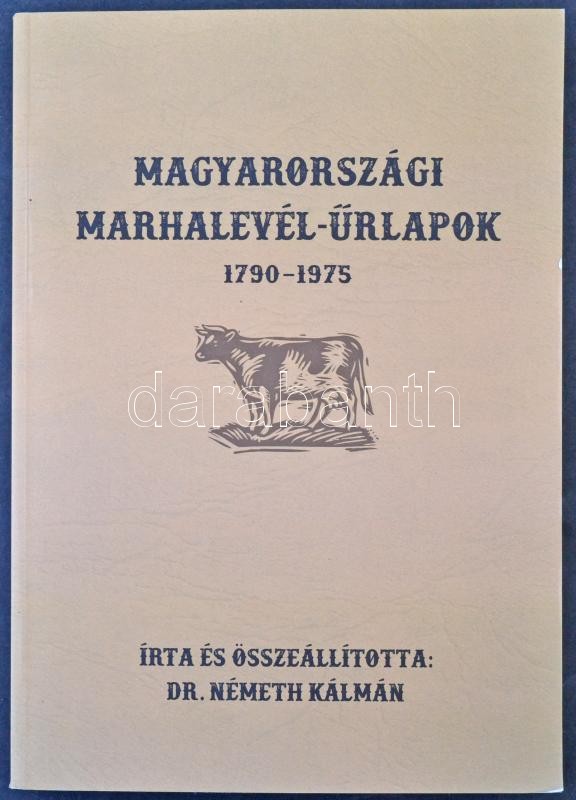 MAGYARORSZÁGI
MARHALEVÉL-ŰRLAPOK
1790-1975
darabanth
ÍRTA ÉS ÖSSZEÁLLÍTOTTA:
DR. NÉMETH KÁLMÁN